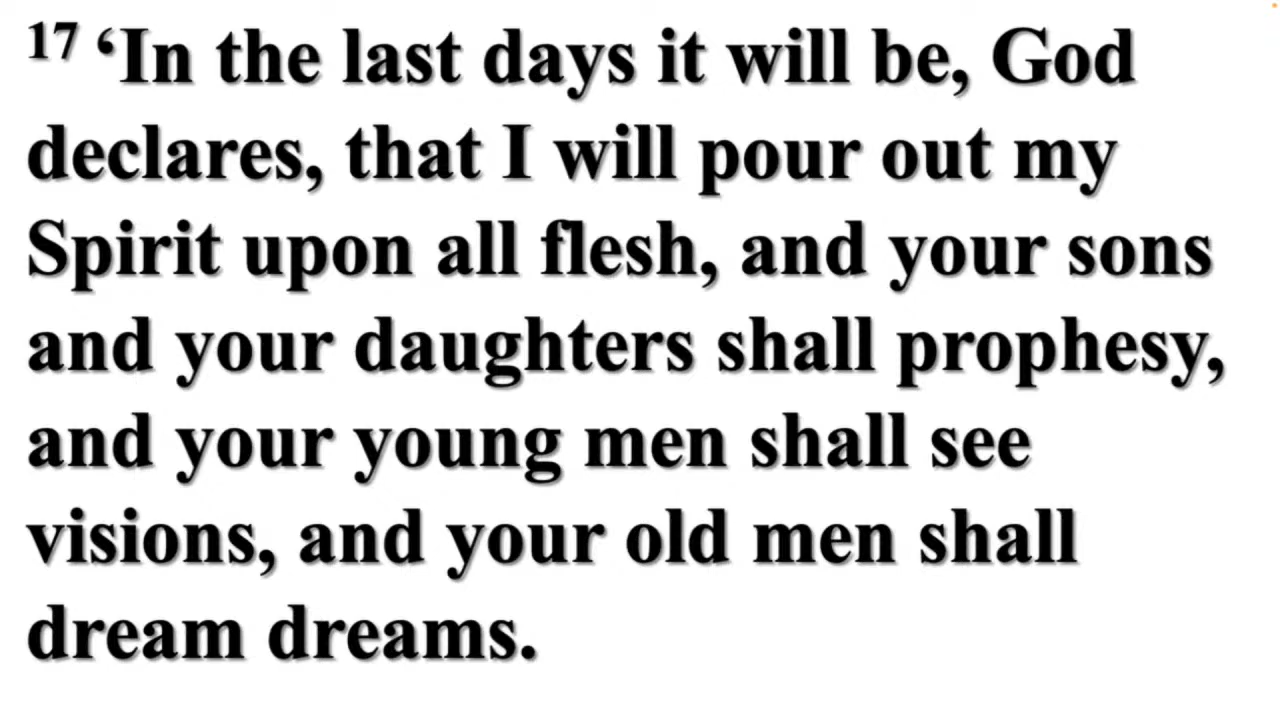 17 ‘In the last days it will be, God
declares, that I will pour out my
Spirit upon all flesh, and your sons
and your daughters shall prophesy,
and your young men shall see
visions, and your old men shall
dream dreams.